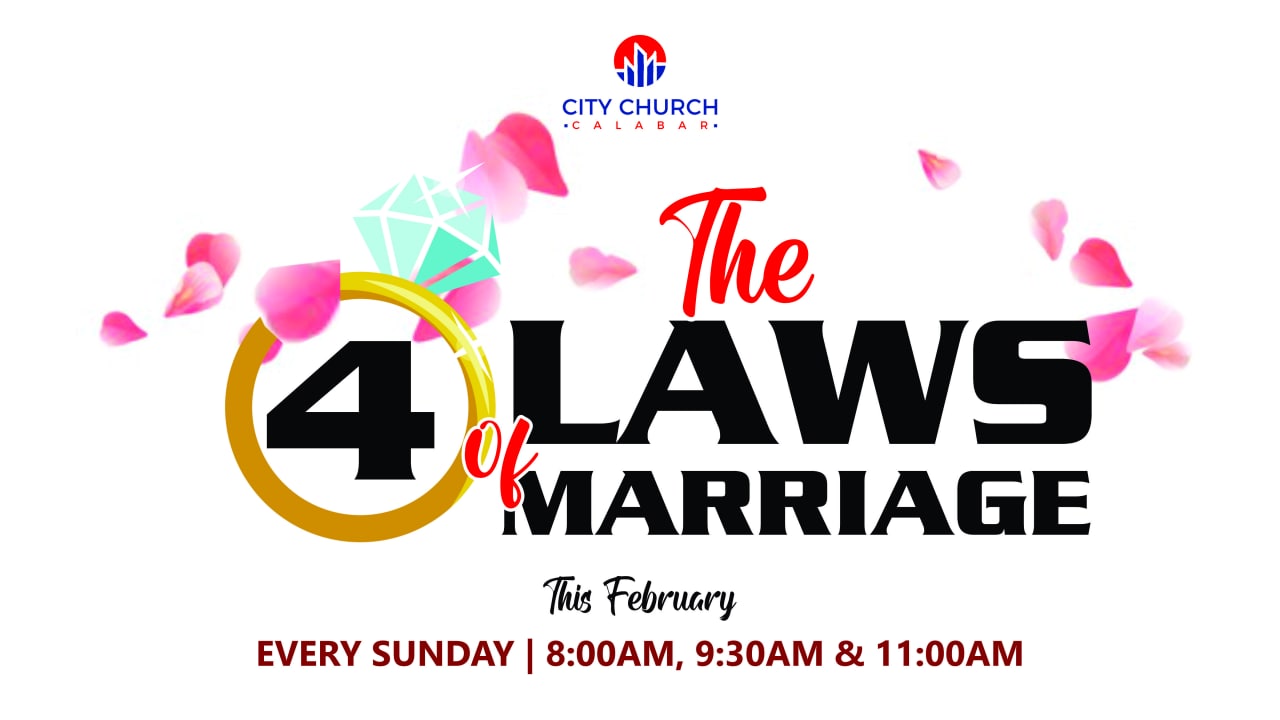 CITY CHURCH
CALABAR
The
4 LAWS
of MARRIAGE
This February
EVERY SUNDAY | 8:00AM, 9:30AM & 11:00AM